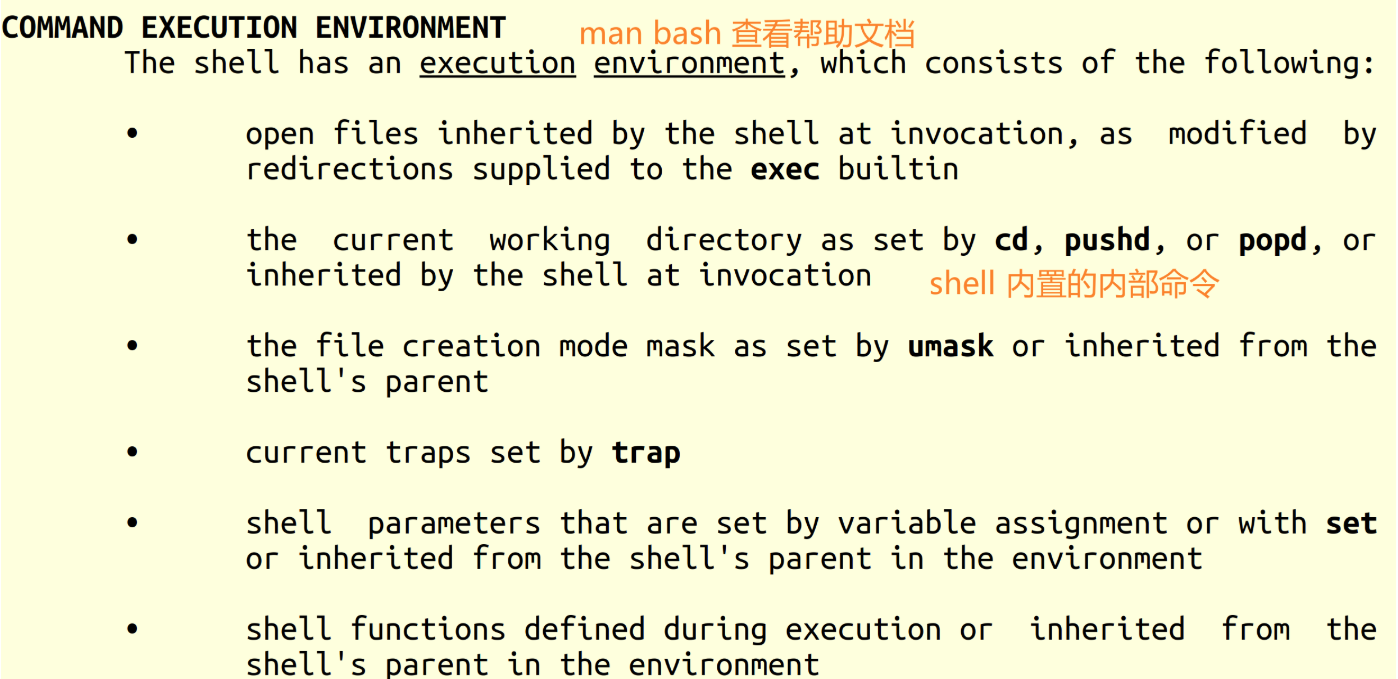 COMMAND EXECUTION ENVIRONMENT man bash 查看帮助文档
The shell has an execution environment, which consists of the following:
• open files inherited by the shell at invocation, as modified by
redirections supplied to the exec builtin
• the current working directory as set by cd, pushd, or popd, or
inherited by the shell at invocation shell 内置的内部命令
• the file creation mode mask as set by umask or inherited from the
shell's parent
• current traps set by trap
• shell parameters that are set by variable assignment or with set
or inherited from the shell's parent in the environment
• shell functions defined during execution or inherited from the
shell's parent in the environment